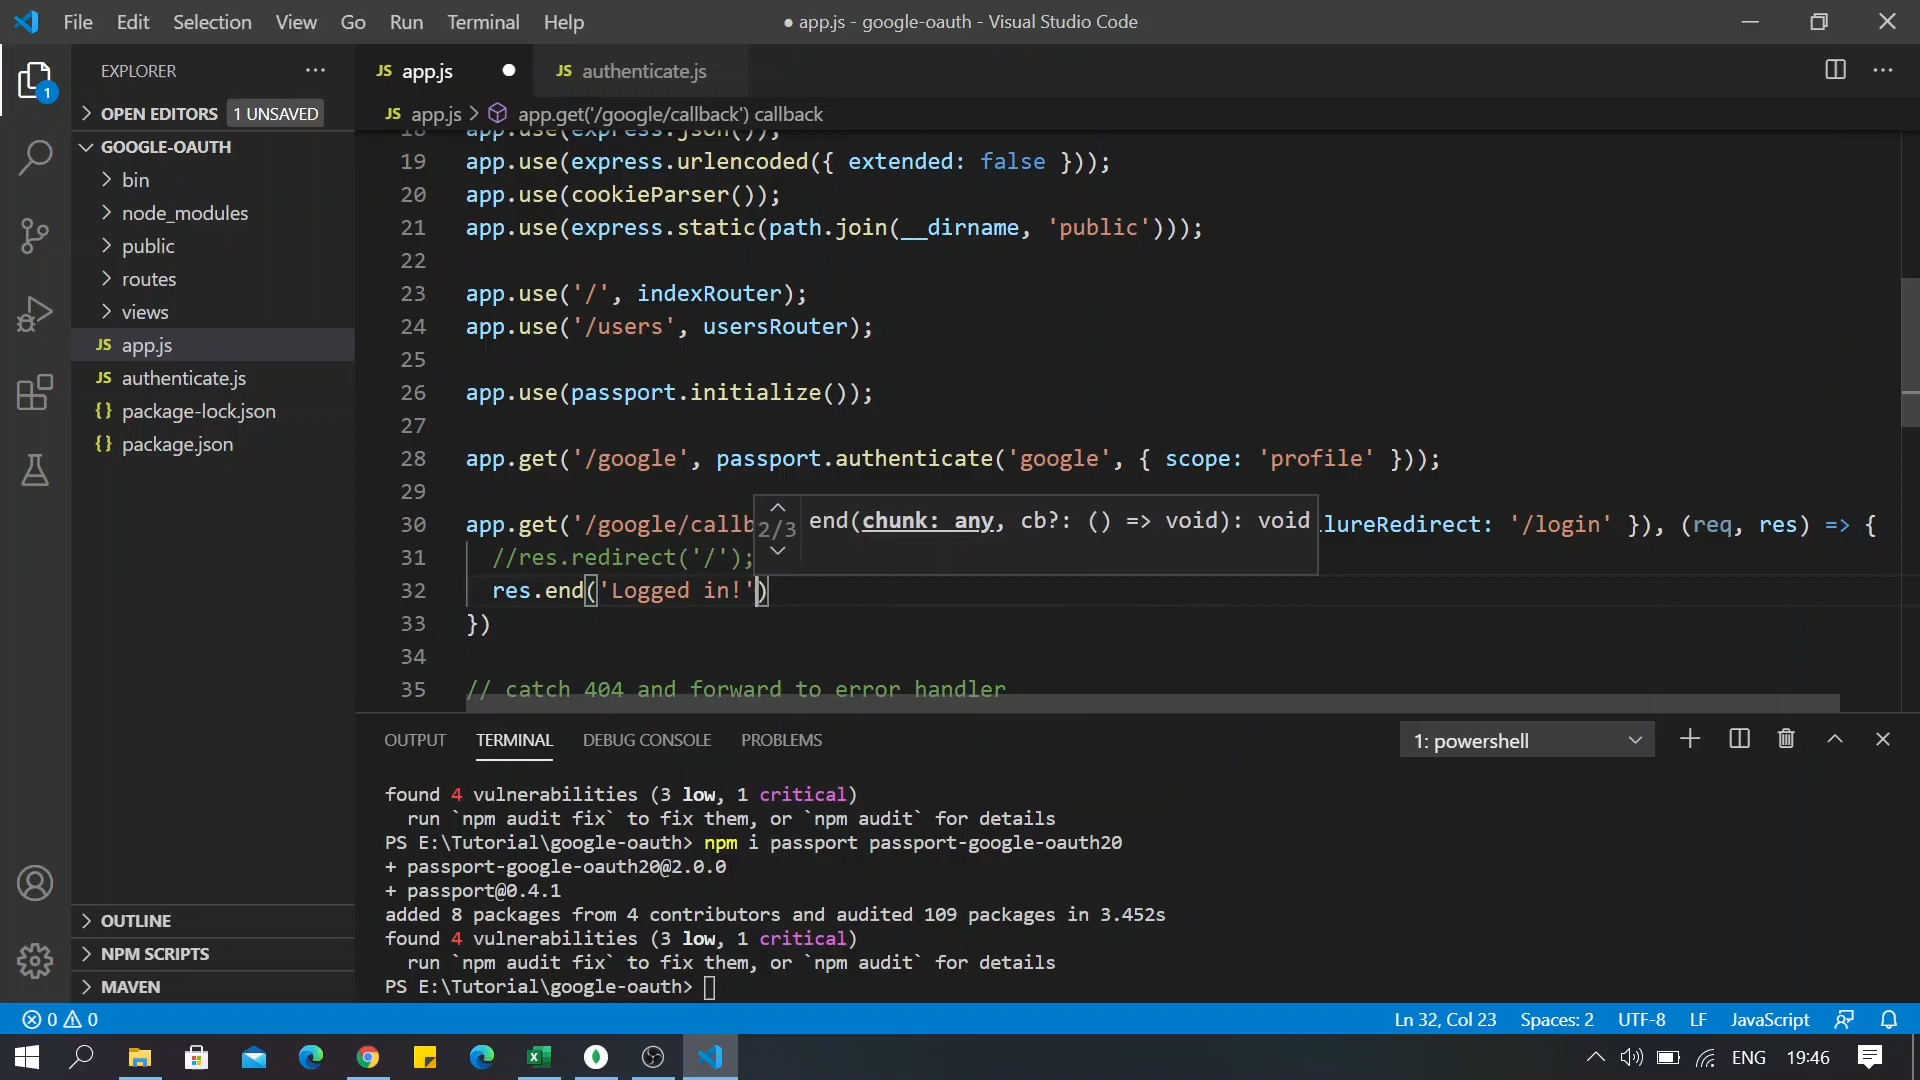 File Edit Selection View Go Run Terminal Help
● app.js - google-oauth - Visual Studio Code
EXPLORER
OPEN EDITORS 1 UNSAVED
GOOGLE-OAUTH
bin
node_modules
public
routes
views
JS app.js
JS authenticate.js
{} package-lock.json
{} package.json
OUTLINE
NPM SCRIPTS
MAVEN
1
JS app.js
JS authenticate.js
JS app.js > app.get('/google/callback') callback
18 app.use(express.json());
19 app.use(express.urlencoded({ extended: false }));
20 app.use(cookieParser());
21 app.use(express.static(path.join(__dirname, 'public')));
22
23 app.use('/', indexRouter);
24 app.use('/users', usersRouter);
25
26 app.use(passport.initialize());
27
28 app.get('/google', passport.authenticate('google', { scope: 'profile' }));
29
30 app.get('/google/callb lureRedirect: '/login' }), (req, res) => {
2/3 end(chunk: any, cb?: () => void): void
31 //res.redirect('/');
32 res.end('Logged in!')
33 })
34
35 // catch 404 and forward to error handler
OUTPUT TERMINAL DEBUG CONSOLE PROBLEMS
1: powershell
found 4 vulnerabilities (3 low, 1 critical)
run `npm audit fix` to fix them, or `npm audit` for details
PS E:\Tutorial\google-oauth> npm i passport passport-google-oauth20
+ passport-google-oauth20@2.0.0
+ passport@0.4.1
added 8 packages from 4 contributors and audited 109 packages in 3.452s
found 4 vulnerabilities (3 low, 1 critical)
run `npm audit fix` to fix them, or `npm audit` for details
PS E:\Tutorial\google-oauth>
0 0
Ln 32, Col 23 Spaces: 2 UTF-8 LF JavaScript
ENG 19:46